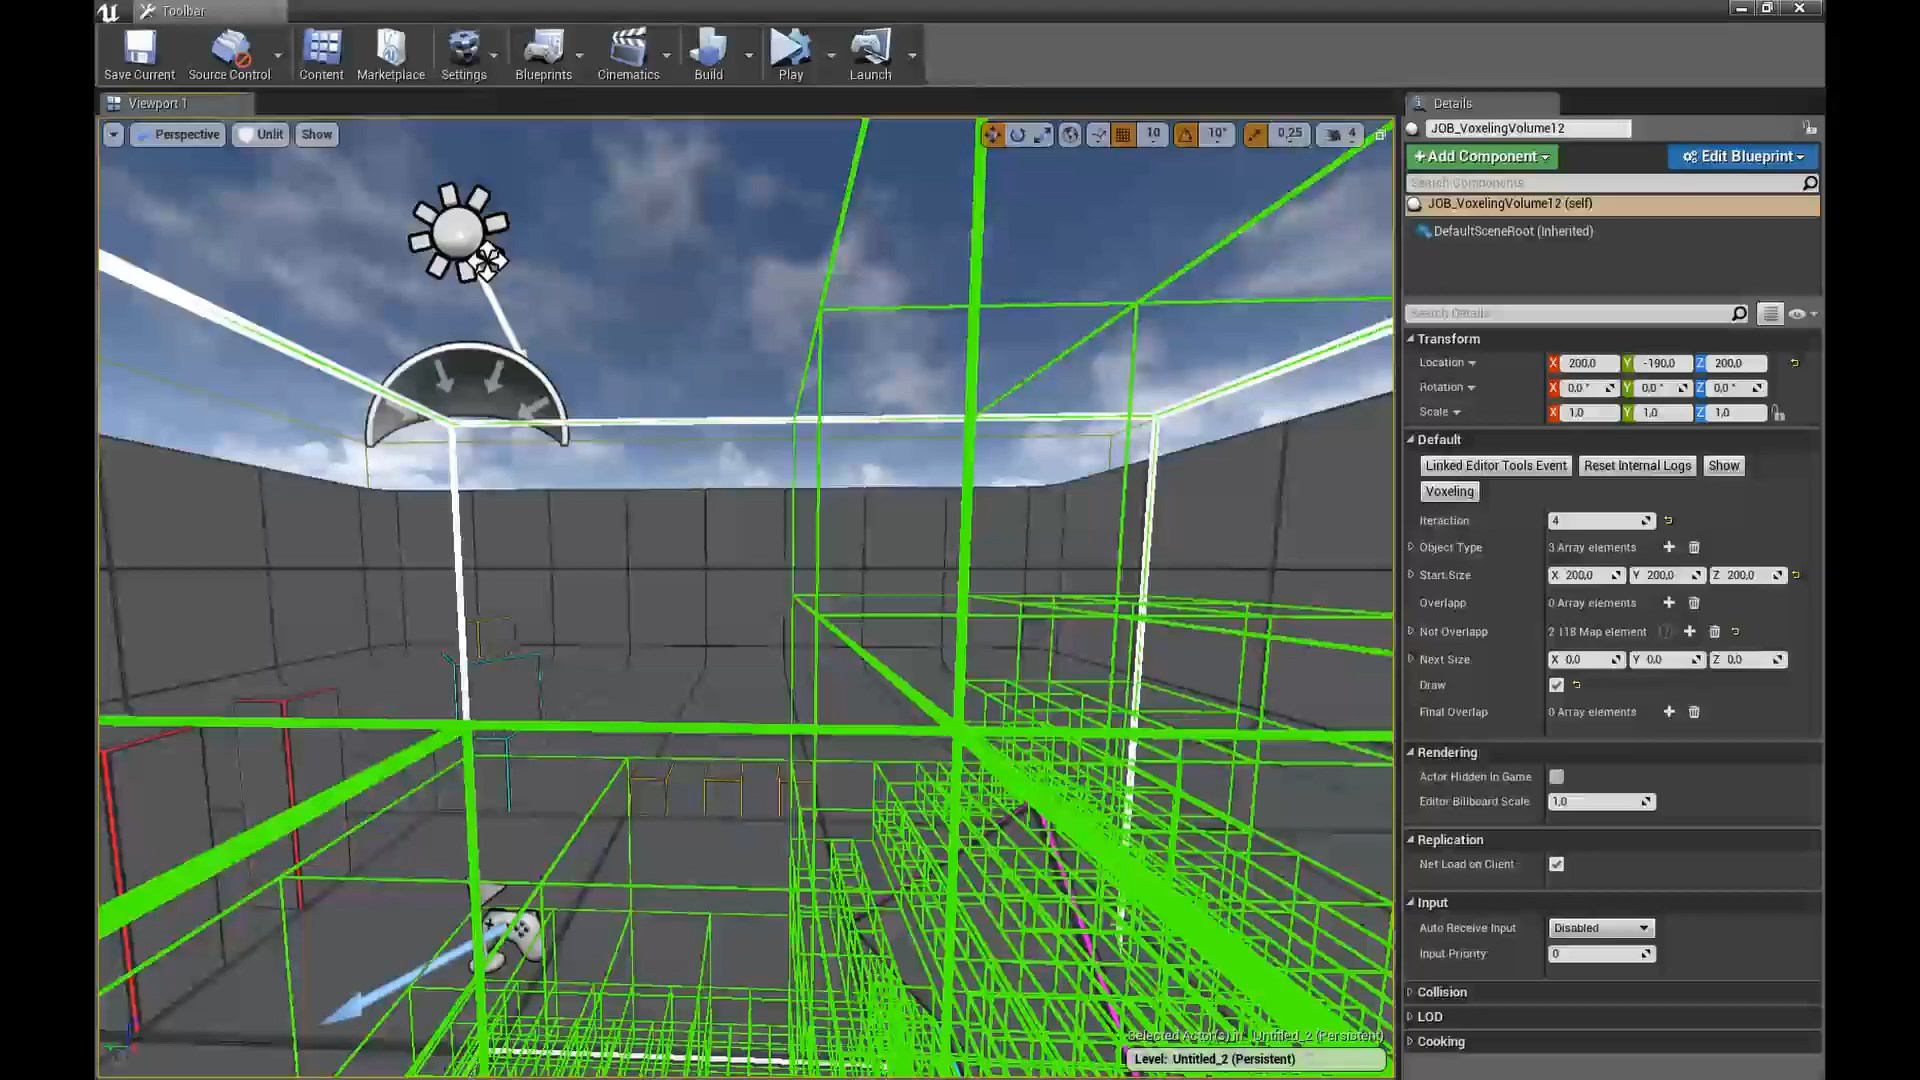 Toolbar
Save Current
Source Control
Content
Marketplace
Settings
Blueprints
Cinematics
Build
Play
Launch
Viewport 1
Perspective
Unlit
Show
10
10°
0,25
4
Details
JOB_VoxelingVolume12
+Add Component
Edit Blueprint
Search Components
JOB_VoxelingVolume12 (self)
DefaultSceneRoot (Inherited)
Search Details
Transform
Location X 200,0 Y -190,0 Z 200,0
Rotation X 0,0 ° Y 0,0 ° Z 0,0 °
Scale X 1,0 Y 1,0 Z 1,0
Default
Linked Editor Tools Event Reset Internal Logs Show
Voxeling
Iteraction 4
Object Type 3 Array elements
Start Size X 200,0 Y 200,0 Z 200,0
Overlapp 0 Array elements
Not Overlapp 2 118 Map element
Next Size X 0,0 Y 0,0 Z 0,0
Draw
Final Overlap 0 Array elements
Rendering
Actor Hidden In Game
Editor Billboard Scale 1,0
Replication
Net Load on Client
Input
Auto Receive Input Disabled
Input Priority 0
Collision
LOD
Cooking
Selected Actor(s) in: Untitled_2 (Persistent)
Level: Untitled_2 (Persistent)